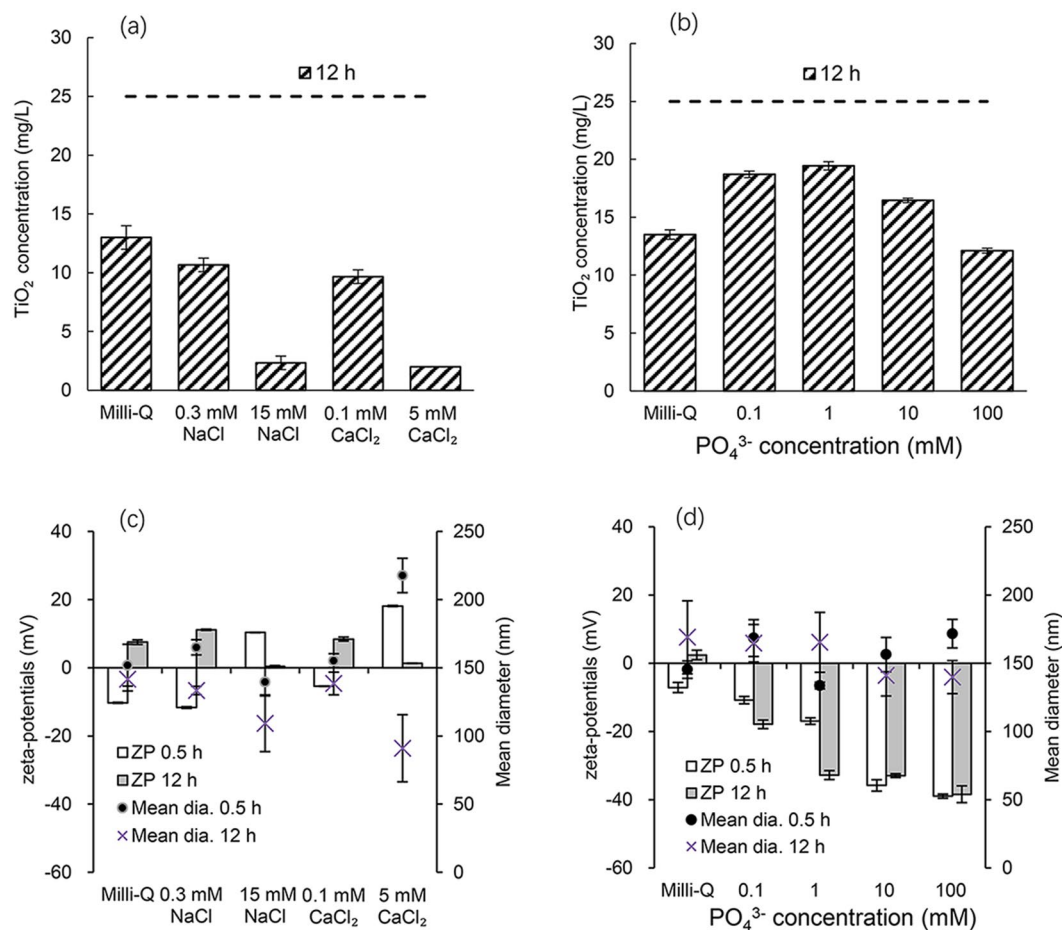 (a)
30
25
20
15
10
5
0
TiO₂ concentration (mg/L)
12 h
Milli-Q
0.3 mM
NaCl
15 mM
NaCl
0.1 mM
CaCl₂
5 mM
CaCl₂
(b)
30
25
20
15
10
5
0
TiO₂ concentration (mg/L)
12 h
Milli-Q
0.1
1
10
100
PO₄³⁻ concentration (mM)
(c)
40
20
0
-20
-40
-60
zeta-potentials (mV)
250
200
150
100
50
0
Mean diameter (nm)
ZP 0.5 h
ZP 12 h
Mean dia. 0.5 h
Mean dia. 12 h
Milli-Q
0.3 mM
NaCl
15 mM
NaCl
0.1 mM
CaCl₂
5 mM
CaCl₂
(d)
40
20
0
-20
-40
-60
zeta-potentials (mV)
250
200
150
100
50
0
Mean diameter (nm)
ZP 0.5 h
ZP 12 h
Mean dia. 0.5 h
Mean dia. 12 h
Milli-Q
0.1
1
10
100
PO₄³⁻ concentration (mM)